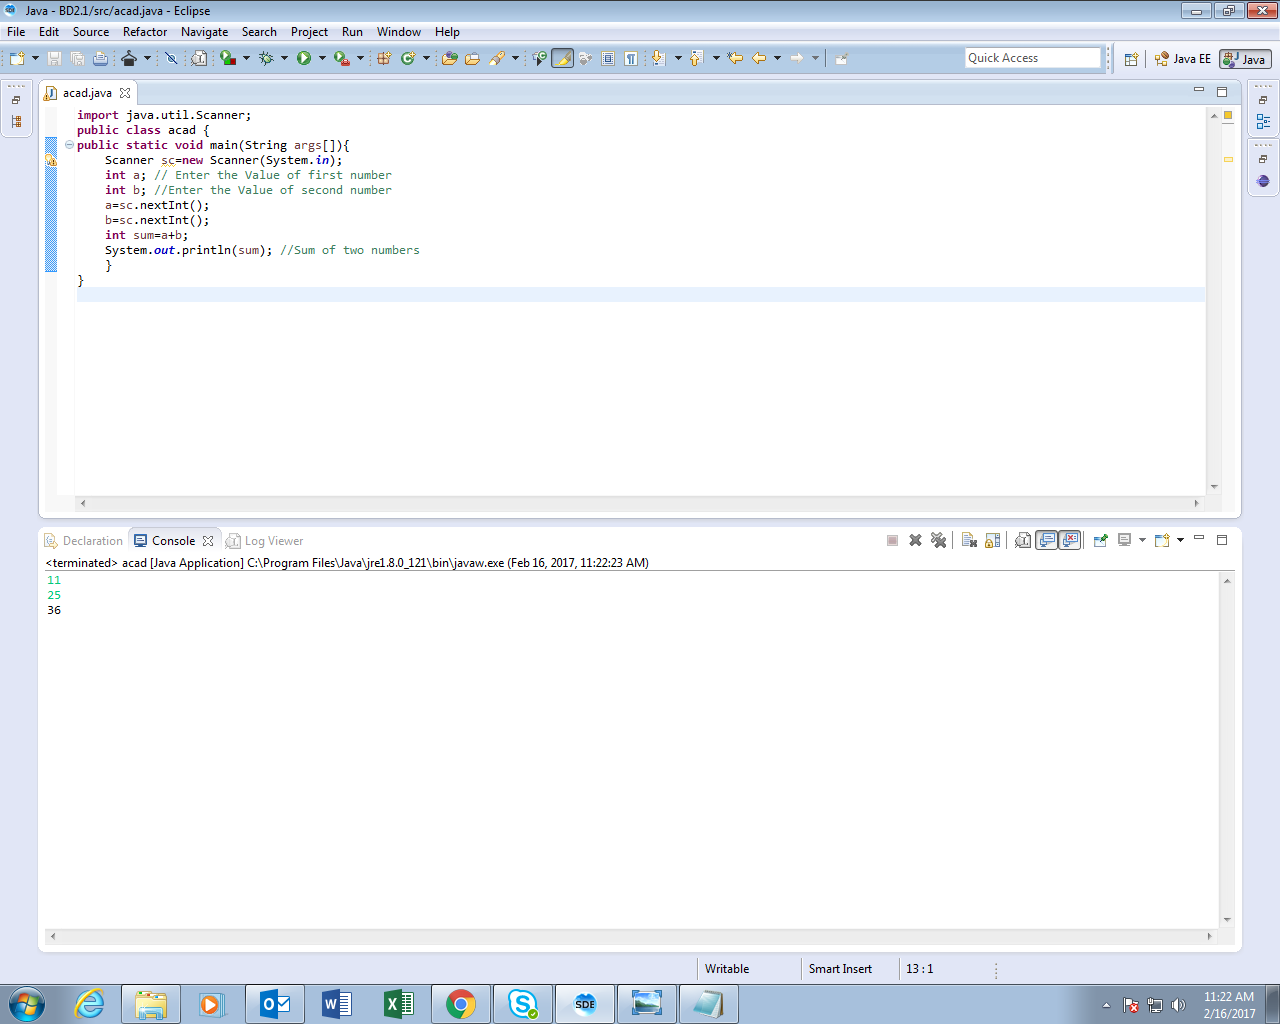 Java - BD2.1/src/acad.java - Eclipse
File Edit Source Refactor Navigate Search Project Run Window Help
Quick Access
Java EE
Java
acad.java
import java.util.Scanner;
public class acad {
public static void main(String args[]){
Scanner sc=new Scanner(System.in);
int a; // Enter the Value of first number
int b; //Enter the Value of second number
a=sc.nextInt();
b=sc.nextInt();
int sum=a+b;
System.out.println(sum); //Sum of two numbers
}
}
Declaration Console Log Viewer
<terminated> acad [Java Application] C:\Program Files\Java\jre1.8.0_121\bin\javaw.exe (Feb 16, 2017, 11:22:23 AM)
11
25
36
Writable Smart Insert 13 : 1
SDE
11:22 AM
2/16/2017